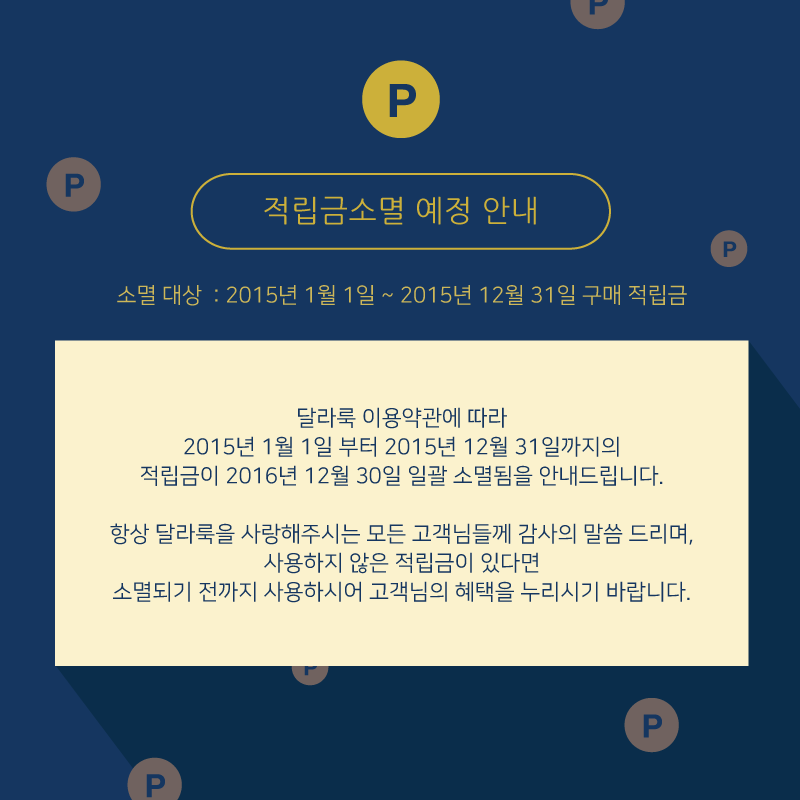 P
P
P
적립금소멸 예정 안내
P
소멸 대상 : 2015년 1월 1일 ~ 2015년 12월 31일 구매 적립금
달라룩 이용약관에 따라
2015년 1월 1일 부터 2015년 12월 31일까지의
적립금이 2016년 12월 30일 일괄 소멸됨을 안내드립니다.
항상 달라룩을 사랑해주시는 모든 고객님들께 감사의 말씀 드리며,
사용하지 않은 적립금이 있다면
소멸되기 전까지 사용하시어 고객님의 혜택을 누리시기 바랍니다.
P
P
P